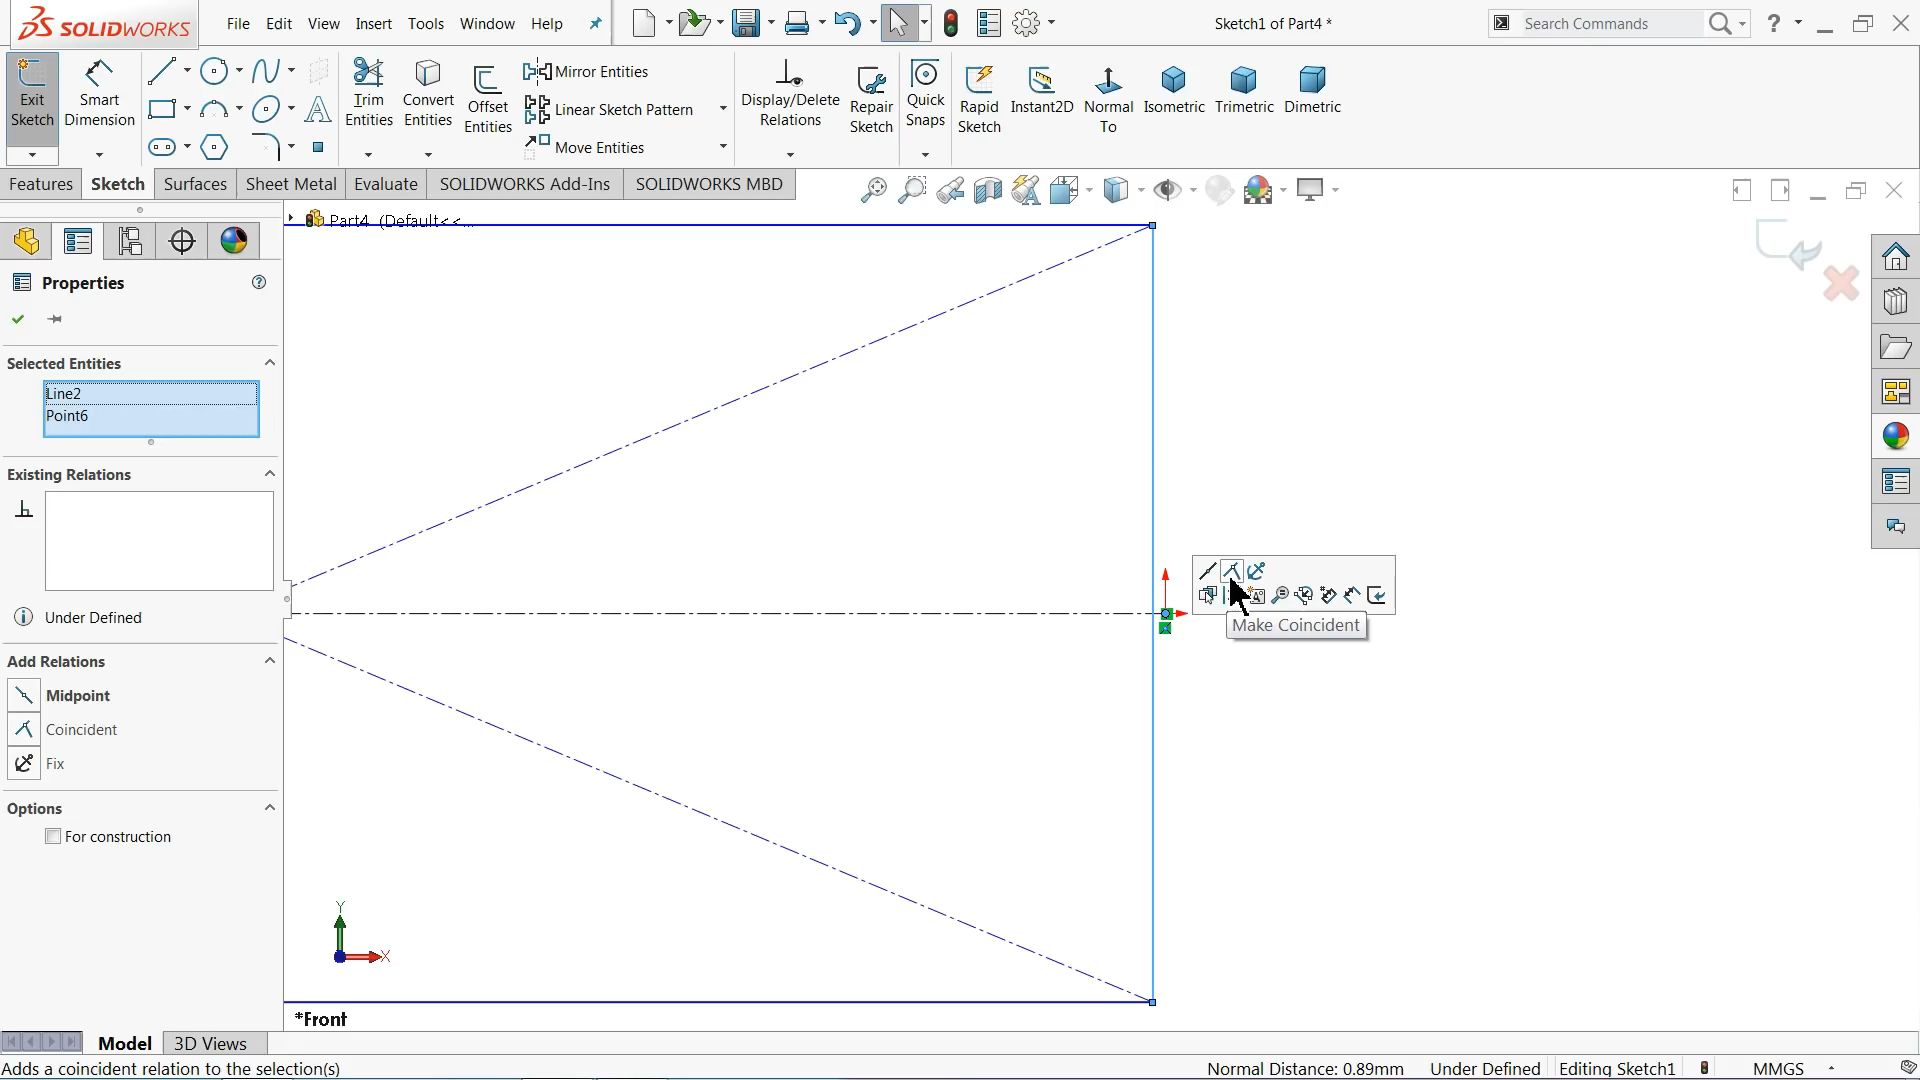 SOLIDWORKS
File Edit View Insert Tools Window Help
Sketch1 of Part4 *
Search Commands
Exit Sketch
Smart Dimension
Trim Entities
Convert Entities
Offset Entities
Mirror Entities
Linear Sketch Pattern
Move Entities
Display/Delete Relations
Repair Sketch
Quick Snaps
Rapid Sketch
Instant2D
Normal To
Isometric
Trimetric
Dimetric
Features Sketch Surfaces Sheet Metal Evaluate SOLIDWORKS Add-Ins SOLIDWORKS MBD
Part4 (Default<<...
Properties
Selected Entities
Line2
Point6
Existing Relations
Under Defined
Add Relations
Midpoint
Coincident
Fix
Options
For construction
Make Coincident
Y
X
*Front
Model 3D Views
Adds a coincident relation to the selection(s)
Normal Distance: 0.89mm Under Defined Editing Sketch1 MMGS